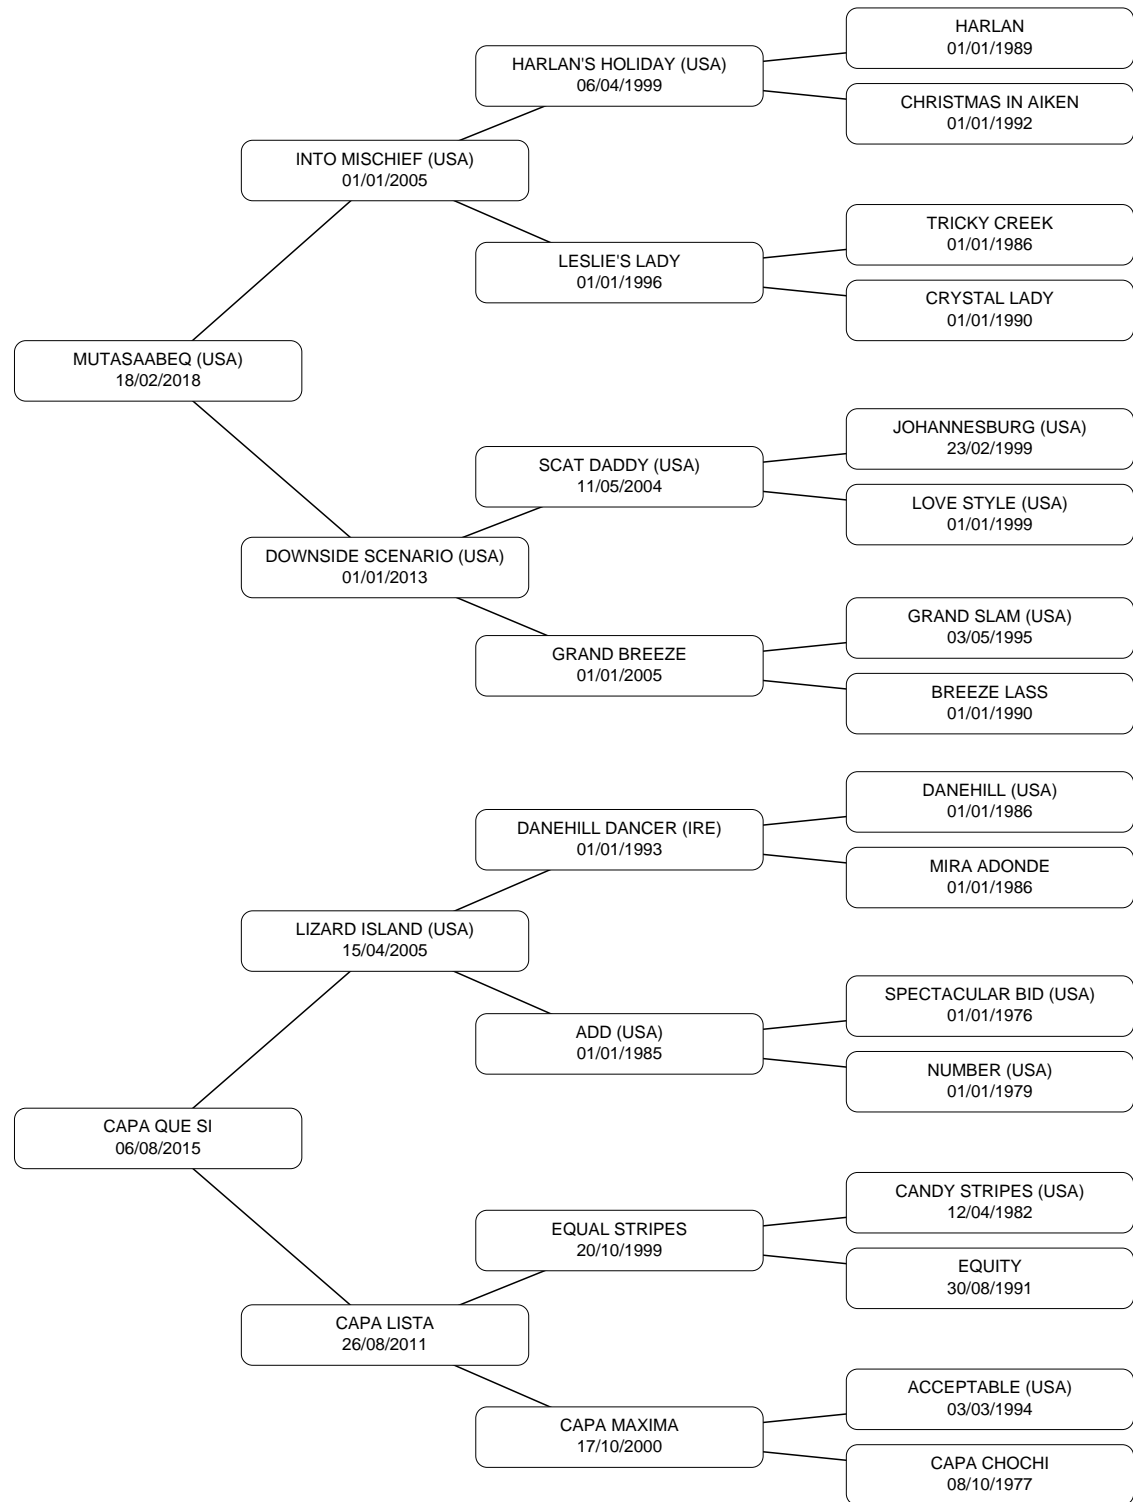 HARLAN
01/01/1989
HARLAN'S HOLIDAY (USA)
06/04/1999
CHRISTMAS IN AIKEN
01/01/1992
INTO MISCHIEF (USA)
01/01/2005
TRICKY CREEK
01/01/1986
LESLIE'S LADY
01/01/1996
CRYSTAL LADY
01/01/1990
MUTASAABEQ (USA)
18/02/2018
JOHANNESBURG (USA)
23/02/1999
SCAT DADDY (USA)
11/05/2004
LOVE STYLE (USA)
01/01/1999
DOWNSIDE SCENARIO (USA)
01/01/2013
GRAND SLAM (USA)
03/05/1995
GRAND BREEZE
01/01/2005
BREEZE LASS
01/01/1990
DANEHILL (USA)
01/01/1986
DANEHILL DANCER (IRE)
01/01/1993
MIRA ADONDE
01/01/1986
LIZARD ISLAND (USA)
15/04/2005
SPECTACULAR BID (USA)
01/01/1976
ADD (USA)
01/01/1985
NUMBER (USA)
01/01/1979
CAPA QUE SI
06/08/2015
CANDY STRIPES (USA)
12/04/1982
EQUAL STRIPES
20/10/1999
EQUITY
30/08/1991
CAPA LISTA
26/08/2011
ACCEPTABLE (USA)
03/03/1994
CAPA MAXIMA
17/10/2000
CAPA CHOCHI
08/10/1977